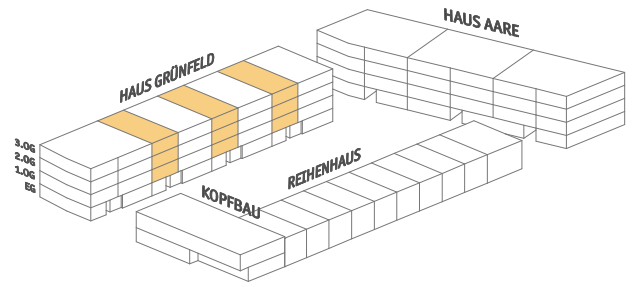 HAUS AARE
HAUS GRÜNFELD
3.OG
2.OG
1.OG
EG
REIHENHAUS
KOPFBAU